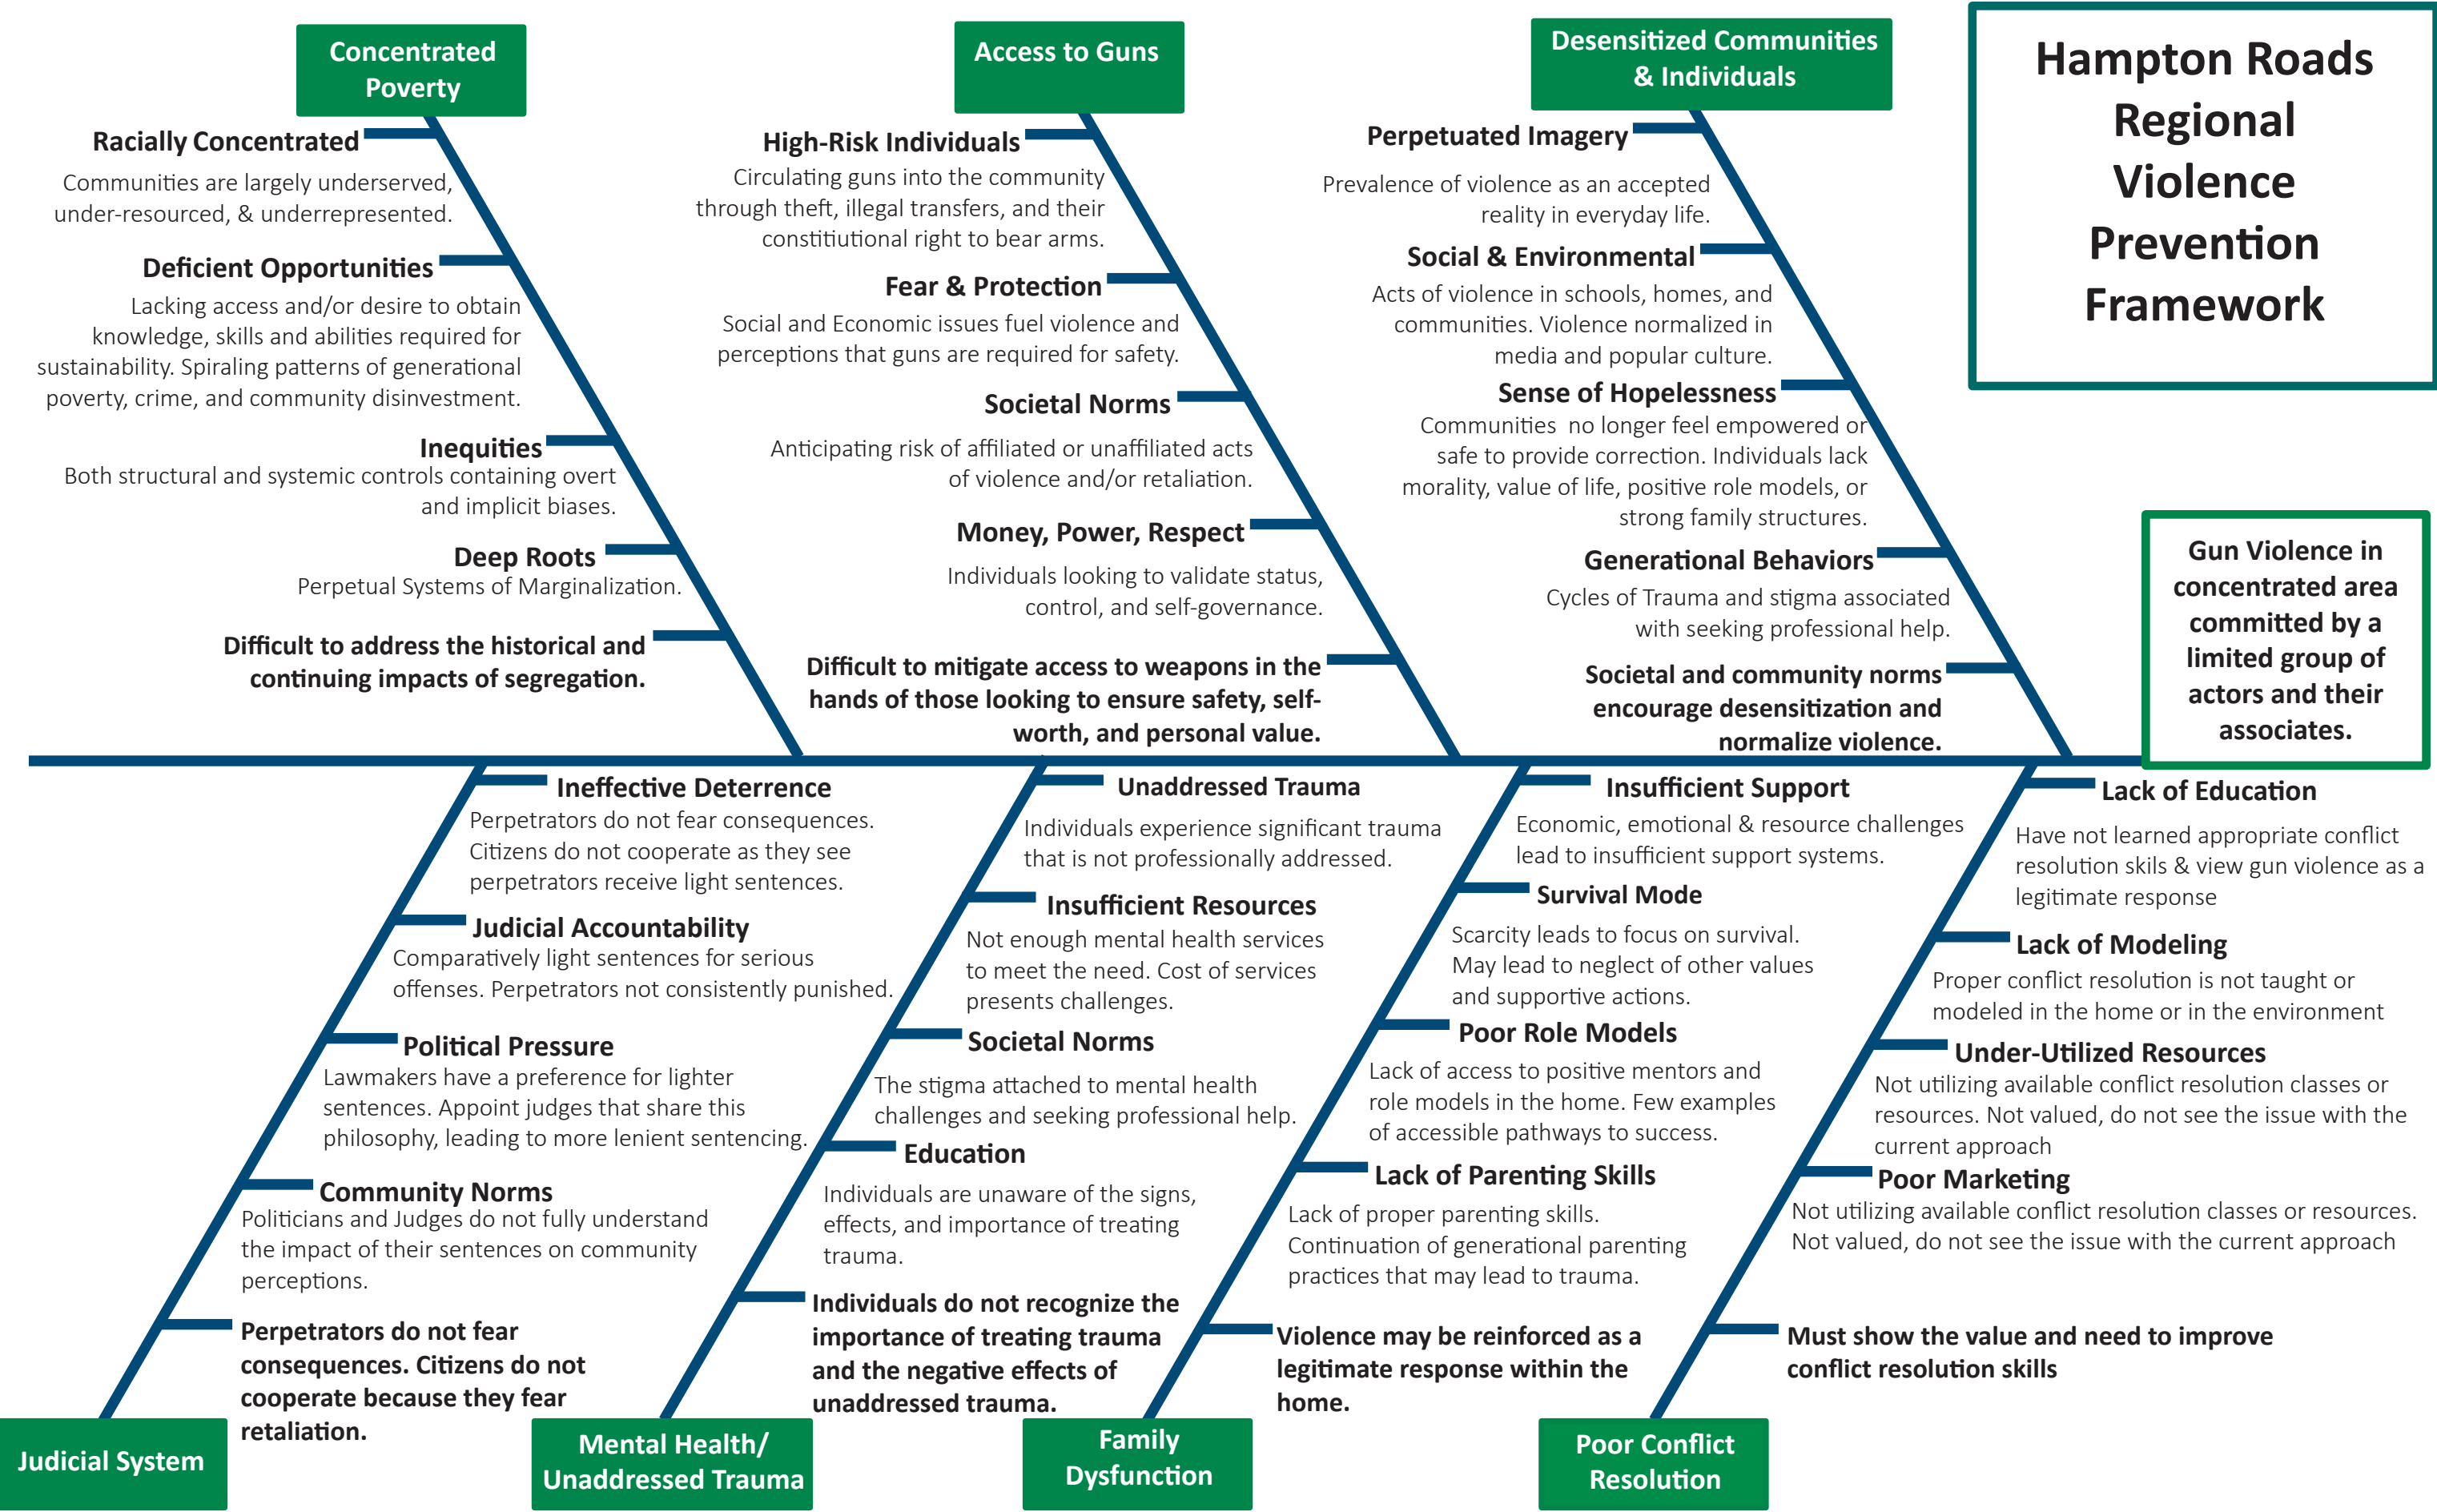 Concentrated
Poverty
Racially Concentrated
Communities are largely underserved,
under-resourced, & underrepresented.
Deficient Opportunities
Lacking access and/or desire to obtain
knowledge, skills and abilities required for
sustainability. Spiraling patterns of generational
poverty, crime, and community disinvestment.
Inequities
Both structural and systemic controls containing overt
and implicit biases.
Deep Roots
Perpetual Systems of Marginalization.
Difficult to address the historical and
continuing impacts of segregation.
Access to Guns
High-Risk Individuals
Circulating guns into the community
through theft, illegal transfers, and their
constitiutional right to bear arms.
Fear & Protection
Social and Economic issues fuel violence and
perceptions that guns are required for safety.
Societal Norms
Anticipating risk of affiliated or unaffiliated acts
of violence and/or retaliation.
Money, Power, Respect
Individuals looking to validate status,
control, and self-governance.
Difficult to mitigate access to weapons in the
hands of those looking to ensure safety, self-
worth, and personal value.
Desensitized Communities
& Individuals
Perpetuated Imagery
Prevalence of violence as an accepted
reality in everyday life.
Social & Environmental
Acts of violence in schools, homes, and
communities. Violence normalized in
media and popular culture.
Sense of Hopelessness
Communities no longer feel empowered or
safe to provide correction. Individuals lack
morality, value of life, positive role models, or
strong family structures.
Generational Behaviors
Cycles of Trauma and stigma associated
with seeking professional help.
Societal and community norms
encourage desensitization and
normalize violence.
Hampton Roads
Regional
Violence
Prevention
Framework
Gun Violence in
concentrated area
committed by a
limited group of
actors and their
associates.
Ineffective Deterrence
Perpetrators do not fear consequences.
Citizens do not cooperate as they see
perpetrators receive light sentences.
Judicial Accountability
Comparatively light sentences for serious
offenses. Perpetrators not consistently punished.
Political Pressure
Lawmakers have a preference for lighter
sentences. Appoint judges that share this
philosophy, leading to more lenient sentencing.
Community Norms
Politicians and Judges do not fully understand
the impact of their sentences on community
perceptions.
Perpetrators do not fear
consequences. Citizens do not
cooperate because they fear
retaliation.
Judicial System
Unaddressed Trauma
Individuals experience significant trauma
that is not professionally addressed.
Insufficient Resources
Not enough mental health services
to meet the need. Cost of services
presents challenges.
Societal Norms
The stigma attached to mental health
challenges and seeking professional help.
Education
Individuals are unaware of the signs,
effects, and importance of treating
trauma.
Individuals do not recognize the
importance of treating trauma
and the negative effects of
unaddressed trauma.
Mental Health/
Unaddressed Trauma
Insufficient Support
Economic, emotional & resource challenges
lead to insufficient support systems.
Survival Mode
Scarcity leads to focus on survival.
May lead to neglect of other values
and supportive actions.
Poor Role Models
Lack of access to positive mentors and
role models in the home. Few examples
of accessible pathways to success.
Lack of Parenting Skills
Lack of proper parenting skills.
Continuation of generational parenting
practices that may lead to trauma.
Violence may be reinforced as a
legitimate response within the
home.
Family
Dysfunction
Lack of Education
Have not learned appropriate conflict
resolution skils & view gun violence as a
legitimate response
Lack of Modeling
Proper conflict resolution is not taught or
modeled in the home or in the environment
Under-Utilized Resources
Not utilizing available conflict resolution classes or
resources. Not valued, do not see the issue with the
current approach
Poor Marketing
Not utilizing available conflict resolution classes or resources.
Not valued, do not see the issue with the current approach
Must show the value and need to improve
conflict resolution skills
Poor Conflict
Resolution